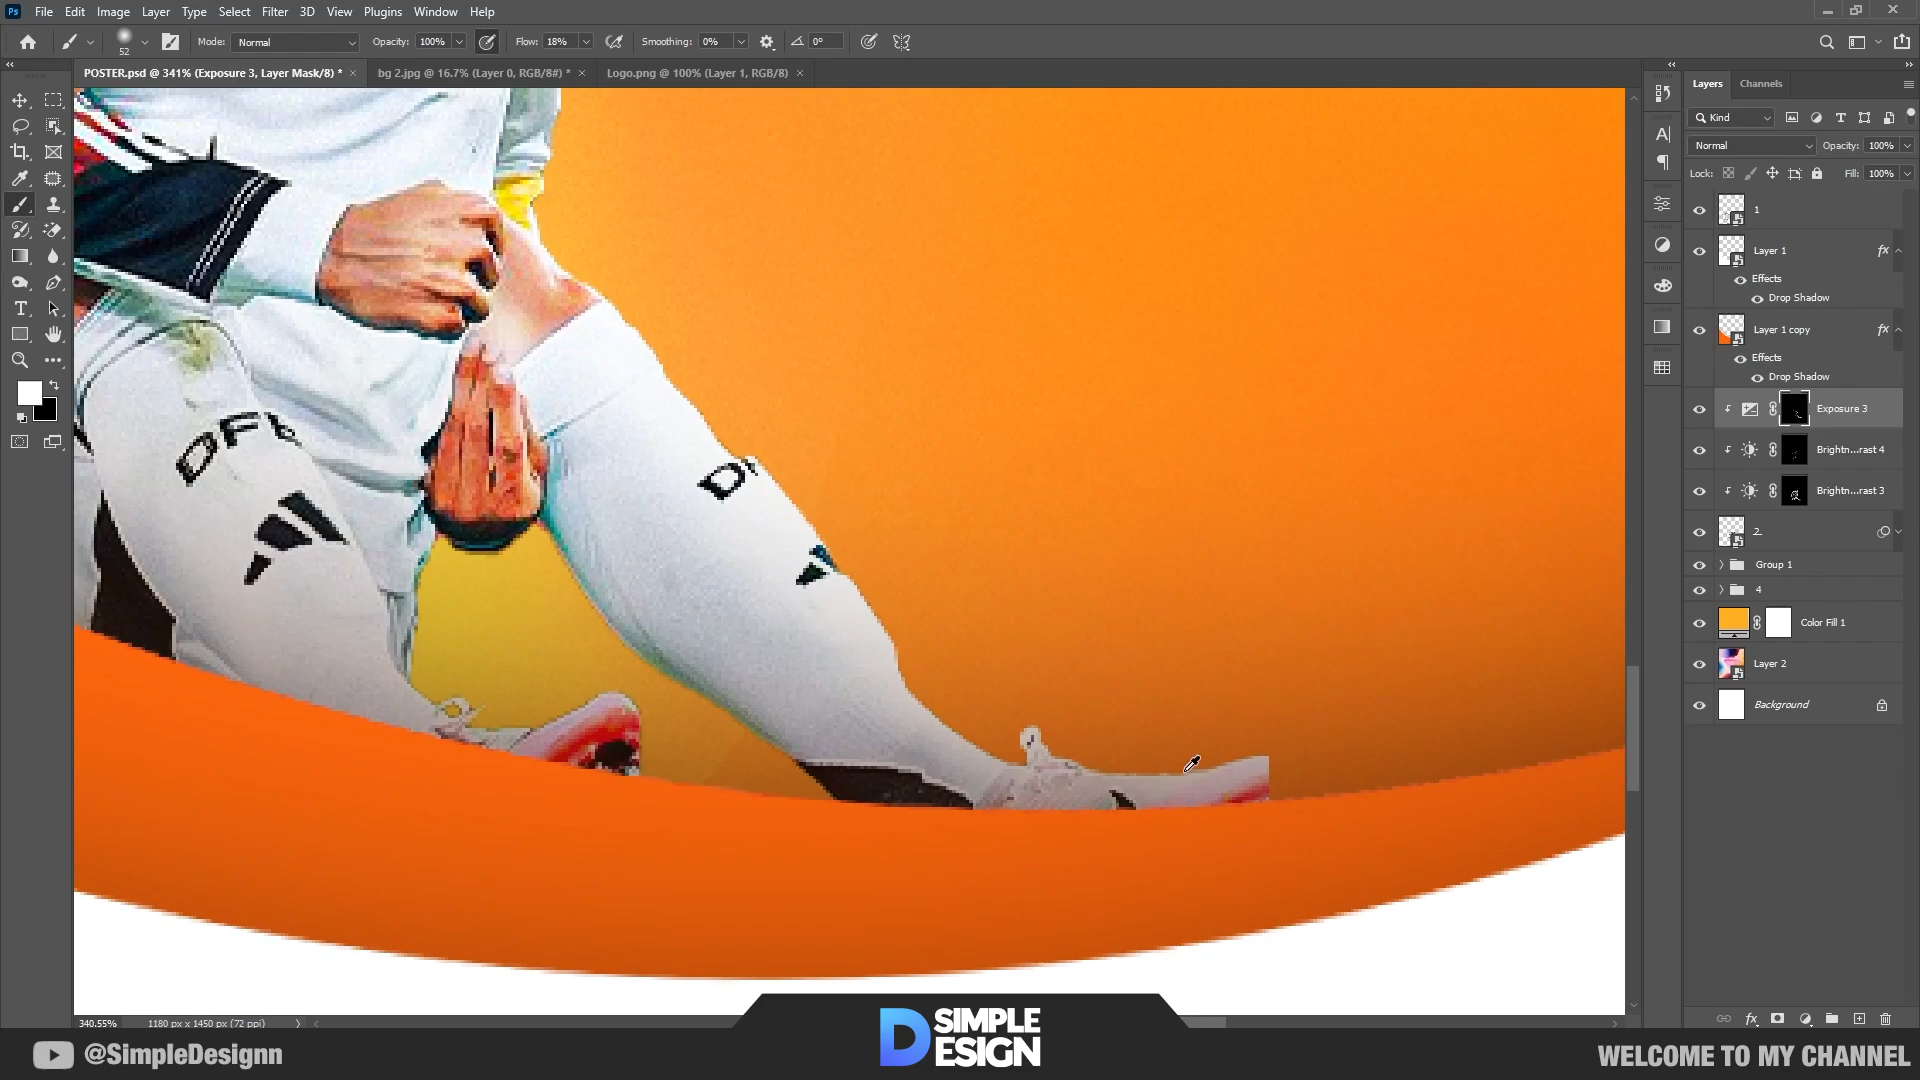 Ps File Edit Image Layer Type Select Filter 3D View Plugins Window Help
52 Mode: Normal Opacity: 100% Flow: 18% Smoothing: 0% 0°
POSTER.psd @ 341% (Exposure 3, Layer Mask/8) * × bg 2.jpg @ 16.7% (Layer 0, RGB/8#) * × Logo.png @ 100% (Layer 1, RGB/8) ×
Layers Channels
Kind
Normal Opacity: 100%
Lock: Fill: 100%
1
Layer 1 fx
Effects
Drop Shadow
Layer 1 copy fx
Effects
Drop Shadow
Exposure 3
Brightn...rast 4
Brightn...rast 3
2
Group 1
4
Color Fill 1
Layer 2
Background
340.55% 1180 px x 1450 px (72 ppi)
@SimpleDesignn
SIMPLE
DESIGN
WELCOME TO MY CHANNEL